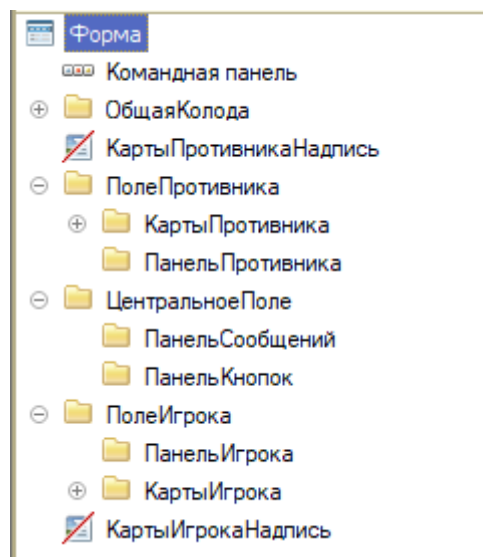 Форма
Командная панель
ОбщаяКолода
КартыПротивникаНадпись
ПолеПротивника
КартыПротивника
ПанельПротивника
ЦентральноеПоле
ПанельСообщений
ПанельКнопок
ПолеИгрока
ПанельИгрока
КартыИгрока
КартыИгрокаНадпись